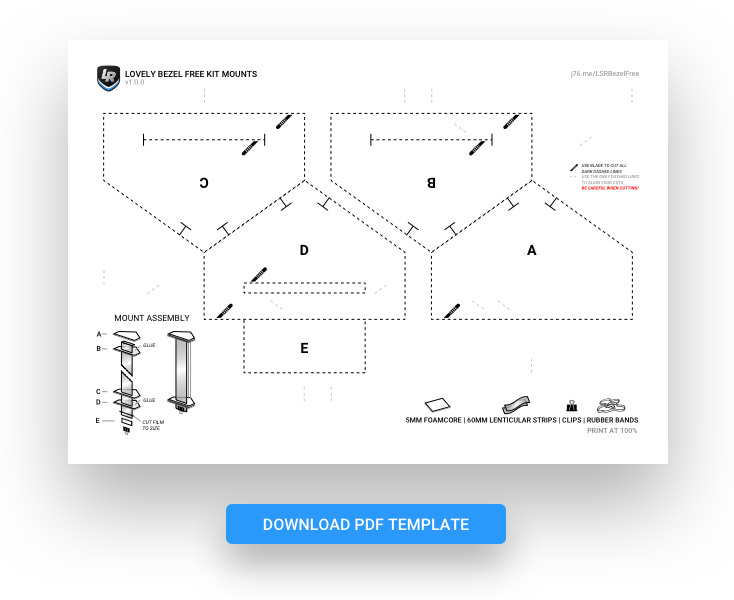 LR
LOVELY BEZEL FREE KIT MOUNTS
v1.0.0
j76.me/LSRBezelFree
C
B
USE BLADE TO CUT ALL
DARK DASHED LINES
USE THE GRAY DASHED LINES
TO ALIGN YOUR CUTS
BE CAREFUL WHEN CUTTING!
D
A
E
MOUNT ASSEMBLY
A
B
GLUE
C
D
GLUE
E
CUT FILM
TO SIZE
5MM FOAMCORE | 60MM LENTICULAR STRIPS | CLIPS | RUBBER BANDS
PRINT AT 100%
DOWNLOAD PDF TEMPLATE